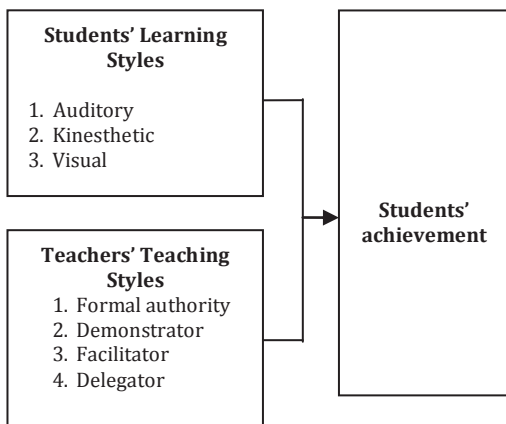 Students’ Learning
Styles
1. Auditory
2. Kinesthetic
3. Visual
Teachers’ Teaching
Styles
1. Formal authority
2. Demonstrator
3. Facilitator
4. Delegator
Students’
achievement